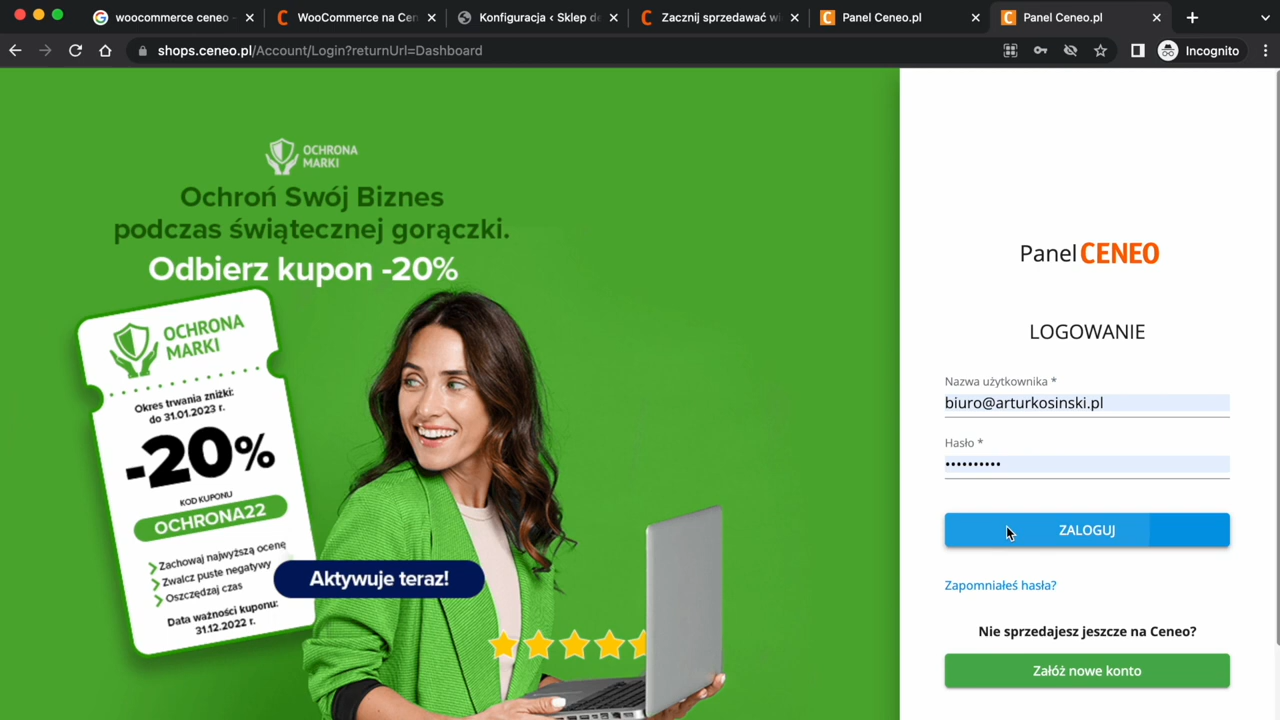 woocommerce ceneo -
WooCommerce na Cen
Konfiguracja ‹ Sklep de
Zacznij sprzedawać wi
Panel Ceneo.pl
Panel Ceneo.pl
shops.ceneo.pl/Account/Login?returnUrl=Dashboard
Incognito
OCHRONA
MARKI
Ochroń Swój Biznes
podczas świątecznej gorączki.
Odbierz kupon -20%
OCHRONA
MARKI
Okres trwania zniżki:
do 31.01.2023 r.
-20%
KOD KUPONU
OCHRONA22
Zachowaj najwyższą ocenę
Zwalcz puste negatywy
Oszczędzaj czas
Data ważności kuponu:
31.12.2022 r.
Aktywuje teraz!
Panel CENEO
LOGOWANIE
Nazwa użytkownika *
biuro@arturkosinski.pl
Hasło *
••••••••••
ZALOGUJ
Zapomniałeś hasła?
Nie sprzedajesz jeszcze na Ceneo?
Załóż nowe konto